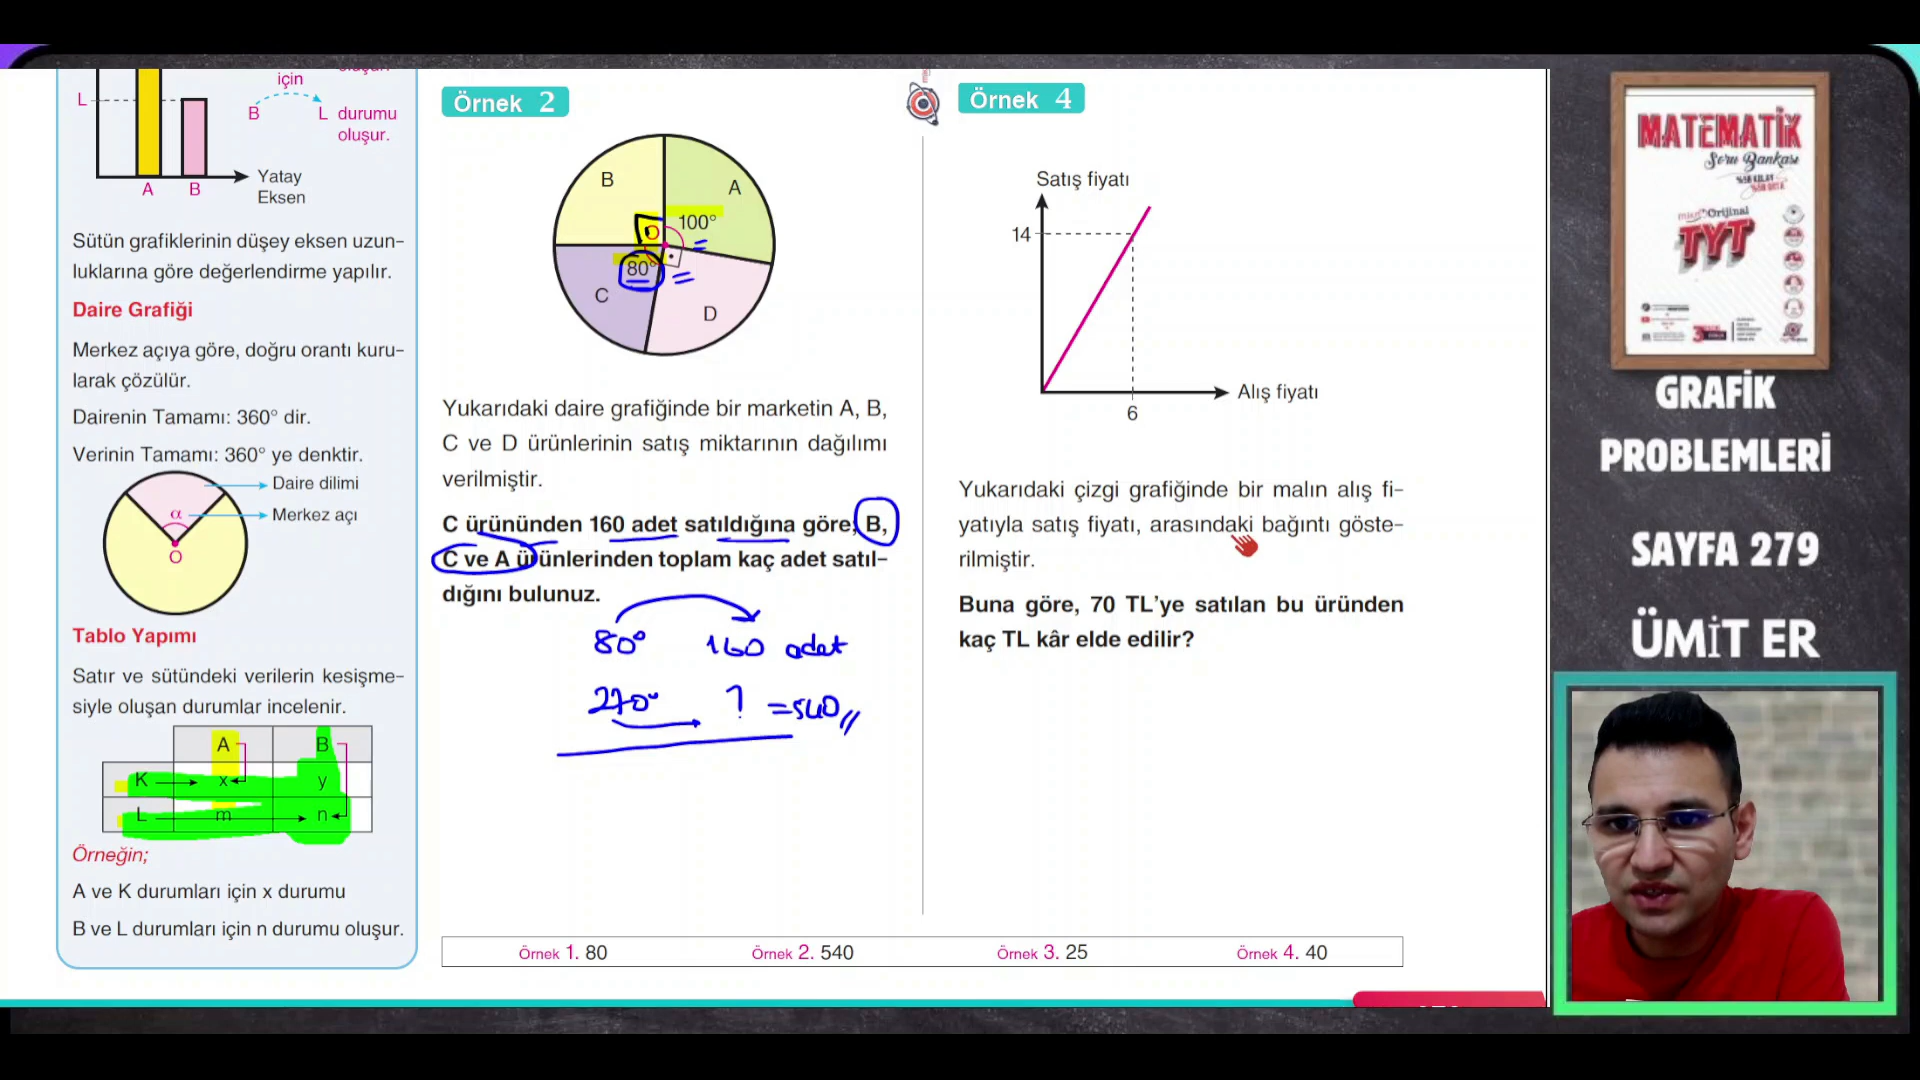 L
için
B
L durumu
oluşur.
Yatay
Eksen
A
B
Sütün grafiklerinin düşey eksen uzun-
luklarına göre değerlendirme yapılır.
Daire Grafiği
Merkez açıya göre, doğru orantı kuru-
larak çözülür.
Dairenin Tamamı: 360° dir.
Verinin Tamamı: 360° ye denktir.
Daire dilimi
α
Merkez açı
O
Tablo Yapımı
Satır ve sütündeki verilerin kesişme-
siyle oluşan durumlar incelenir.
A B
K x y
L m n
Örneğin;
A ve K durumları için x durumu
B ve L durumları için n durumu oluşur.
Örnek 2
B
A
100°
O
80°
C
D
Yukarıdaki daire grafiğinde bir marketin A, B,
C ve D ürünlerinin satış miktarının dağılımı
verilmiştir.
C ürününden 160 adet satıldığına göre, B,
C ve A ürünlerinden toplam kaç adet satıl-
dığını bulunuz.
80° 160 adet
270° ? =540 //
Örnek 4
Satış fiyatı
14
Alış fiyatı
6
Yukarıdaki çizgi grafiğinde bir malın alış fi-
yatıyla satış fiyatı, arasındaki bağıntı göste-
rilmiştir.
Buna göre, 70 TL'ye satılan bu üründen
kaç TL kâr elde edilir?
Örnek 1. 80 Örnek 2. 540 Örnek 3. 25 Örnek 4. 40
MATEMATİK
Soru Bankası
Orijinal
TYT
GRAFİK
PROBLEMLERİ
SAYFA 279
ÜMİT ER